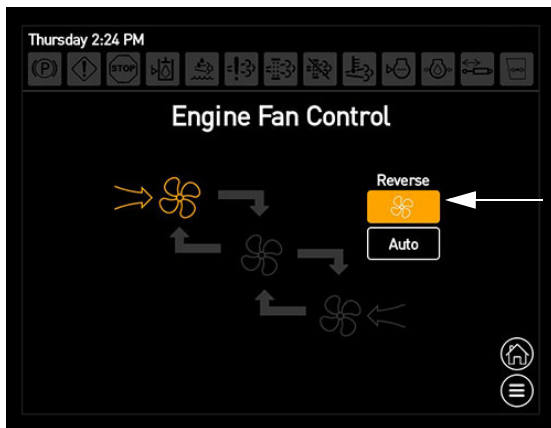 Thursday 2:24 PM
(P)
STOP
Engine Fan Control
Reverse
Auto